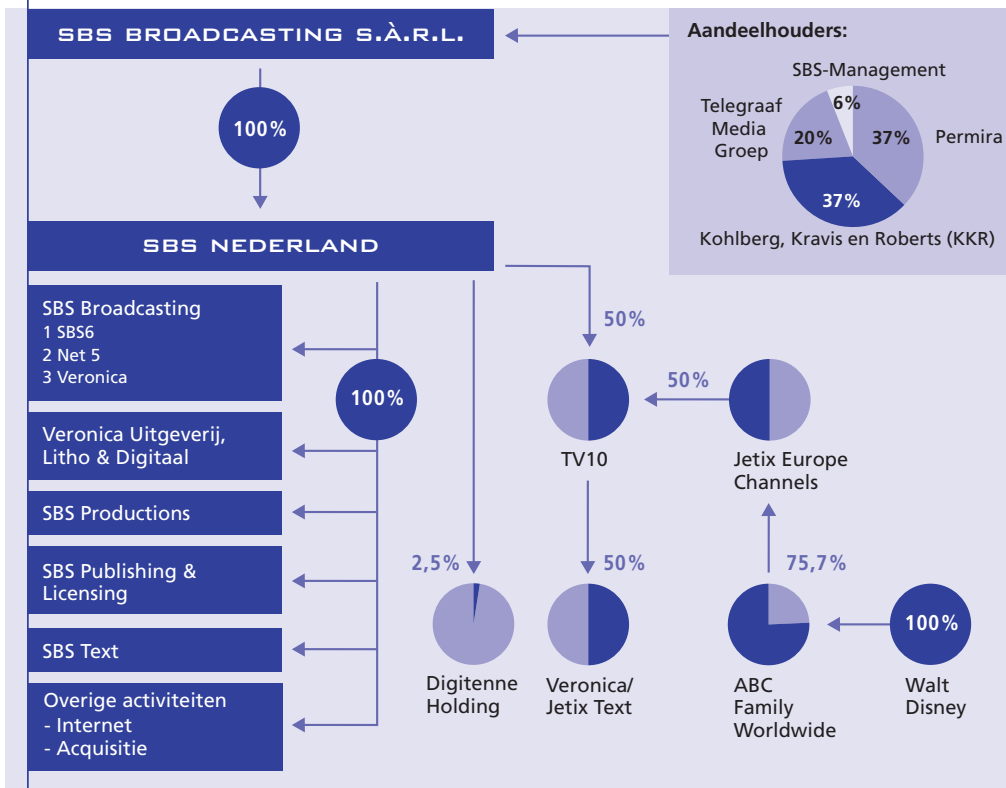 SBS BROADCASTING S.À.R.L.
Aandeelhouders:
SBS-Management
6%
Telegraaf
Media
Groep
20%
37%
Permira
37%
Kohlberg, Kravis en Roberts (KKR)
100%
SBS NEDERLAND
SBS Broadcasting
1 SBS6
2 Net 5
3 Veronica
Veronica Uitgeverij,
Litho & Digitaal
SBS Productions
SBS Publishing &
Licensing
SBS Text
Overige activiteiten
- Internet
- Acquisitie
100%
50%
50%
TV10
Jetix Europe
Channels
2,5%
50%
75,7%
100%
Digitenne
Holding
Veronica/
Jetix Text
ABC
Family
Worldwide
Walt
Disney